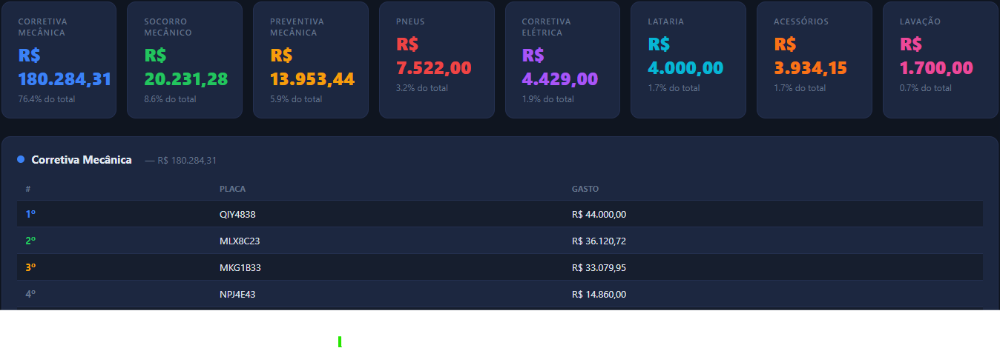 CORRETIVA
MECÂNICA
R$
180.284,31
76.4% do total
SOCORRO
MECÂNICO
R$
20.231,28
8.6% do total
PREVENTIVA
MECÂNICA
R$
13.953,44
5.9% do total
PNEUS
R$
7.522,00
3.2% do total
CORRETIVA
ELÉTRICA
R$
4.429,00
1.9% do total
LATARIA
R$
4.000,00
1.7% do total
ACESSÓRIOS
R$
3.934,15
1.7% do total
LAVAÇÃO
R$
1.700,00
0.7% do total
Corretiva Mecânica — R$ 180.284,31
# PLACA GASTO
1º QIY4838 R$ 44.000,00
2º MLX8C23 R$ 36.120,72
3º MKG1B33 R$ 33.079,95
4º NPJ4E43 R$ 14.860,00